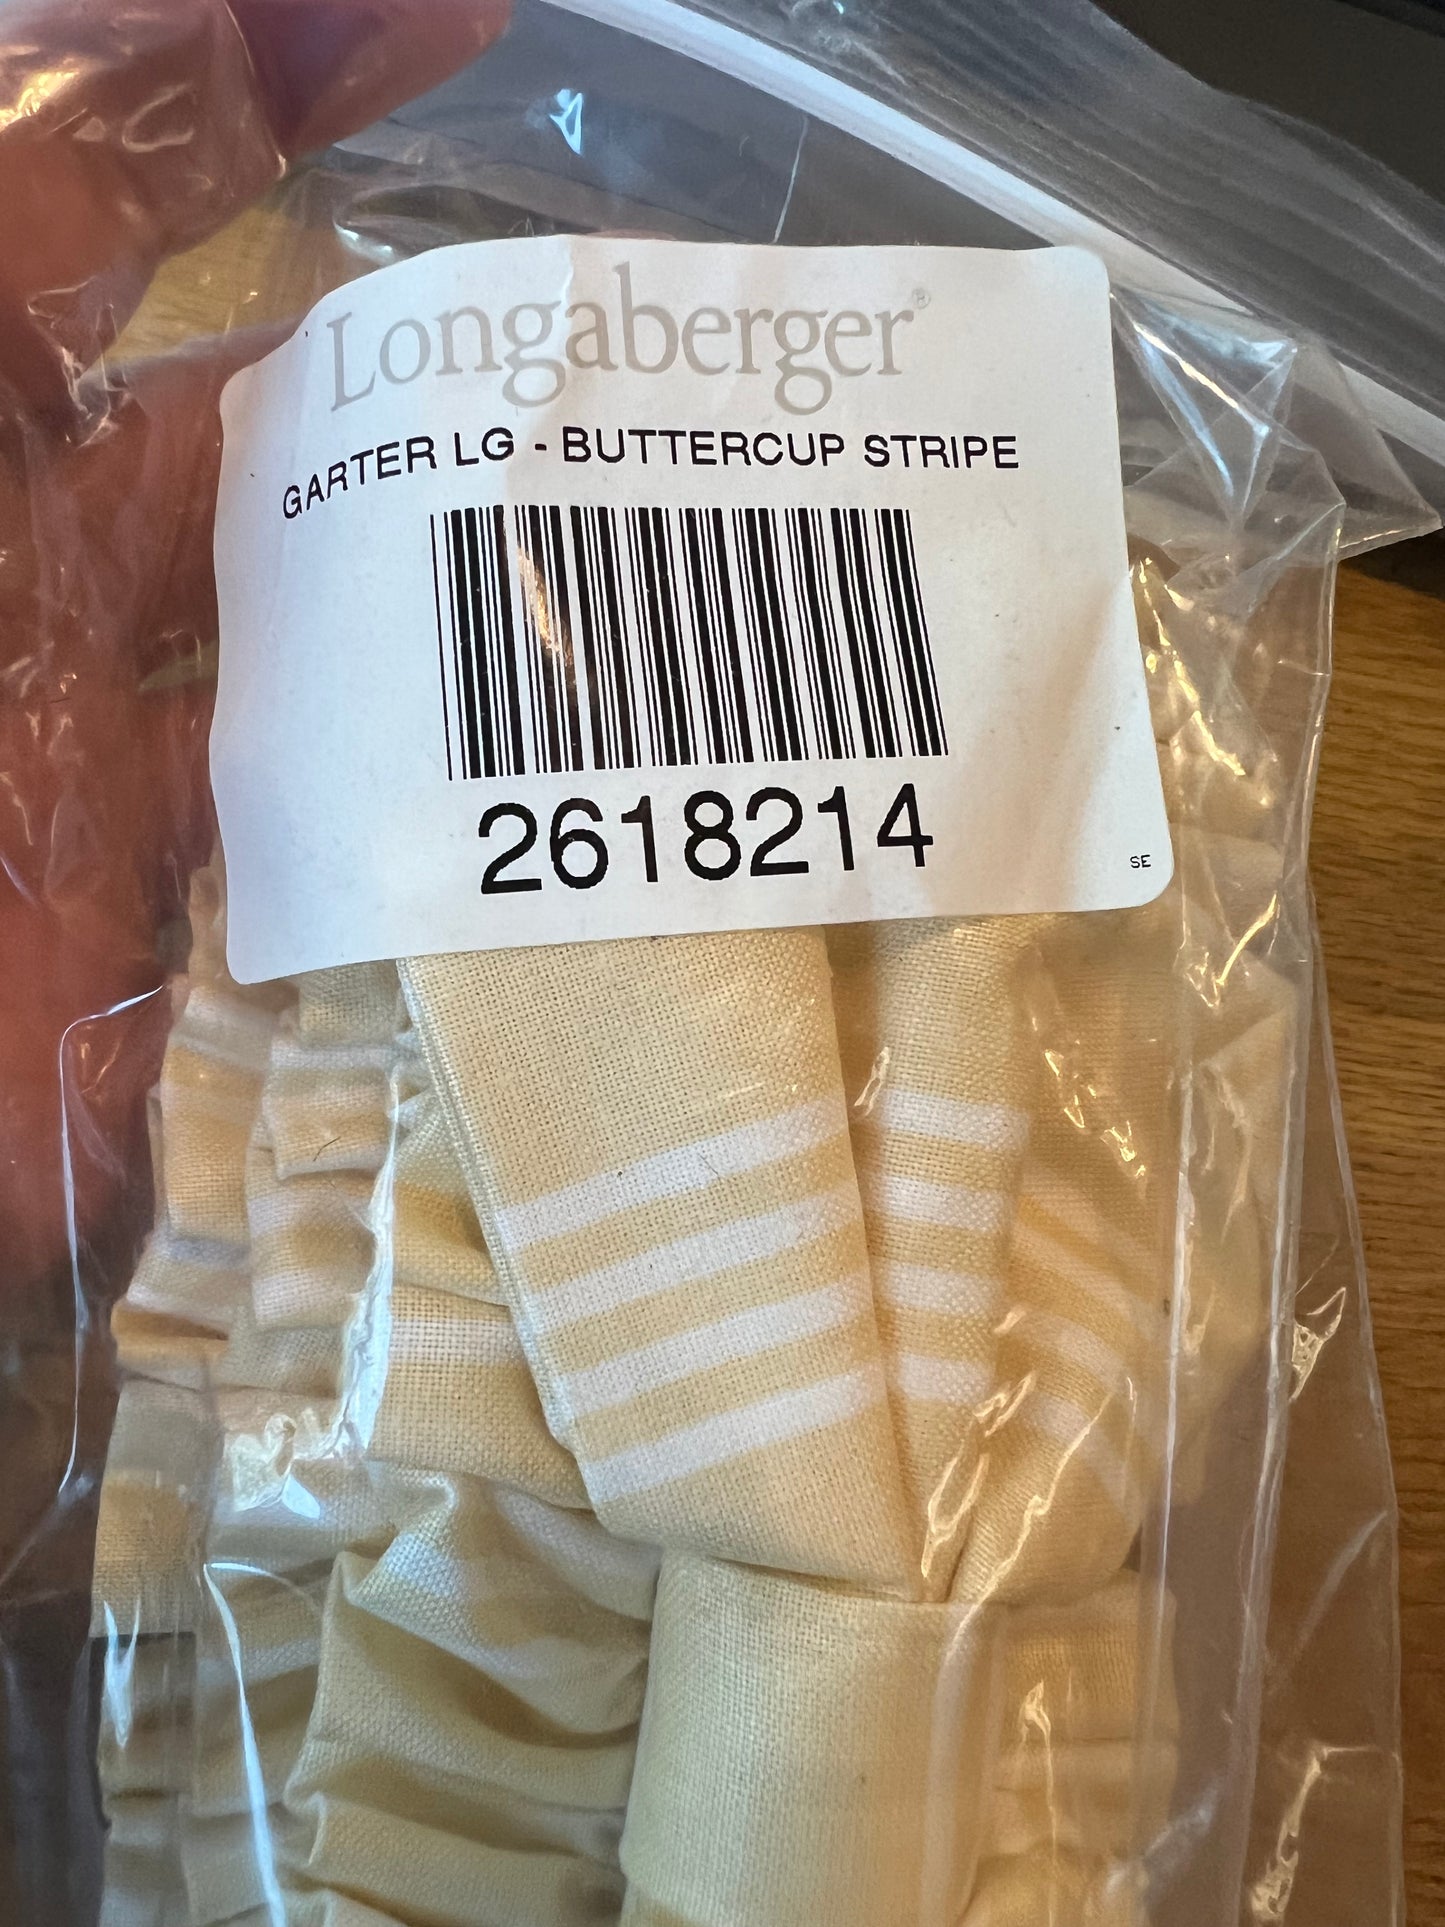 Longaberger®
GARTER LG - BUTTERCUP STRIPE
2618214
SE